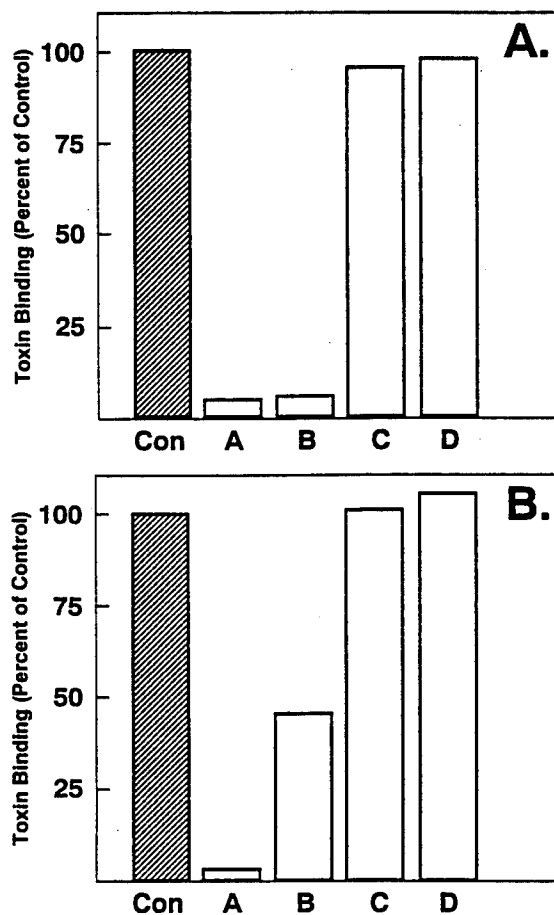 A.
Toxin Binding (Percent of Control)
100
75
50
25
Con A B C D
B.
Toxin Binding (Percent of Control)
100
75
50
25
Con A B C D